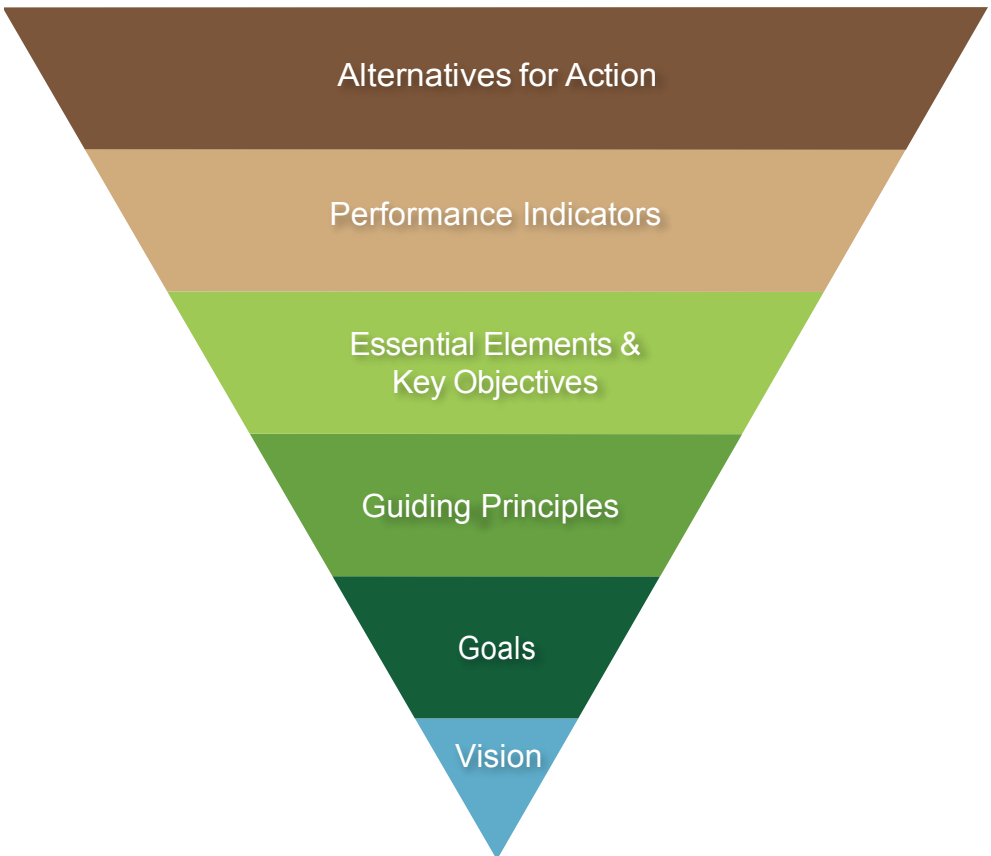 Alternatives for Action
Performance Indicators
Essential Elements &
Key Objectives
Guiding Principles
Goals
Vision